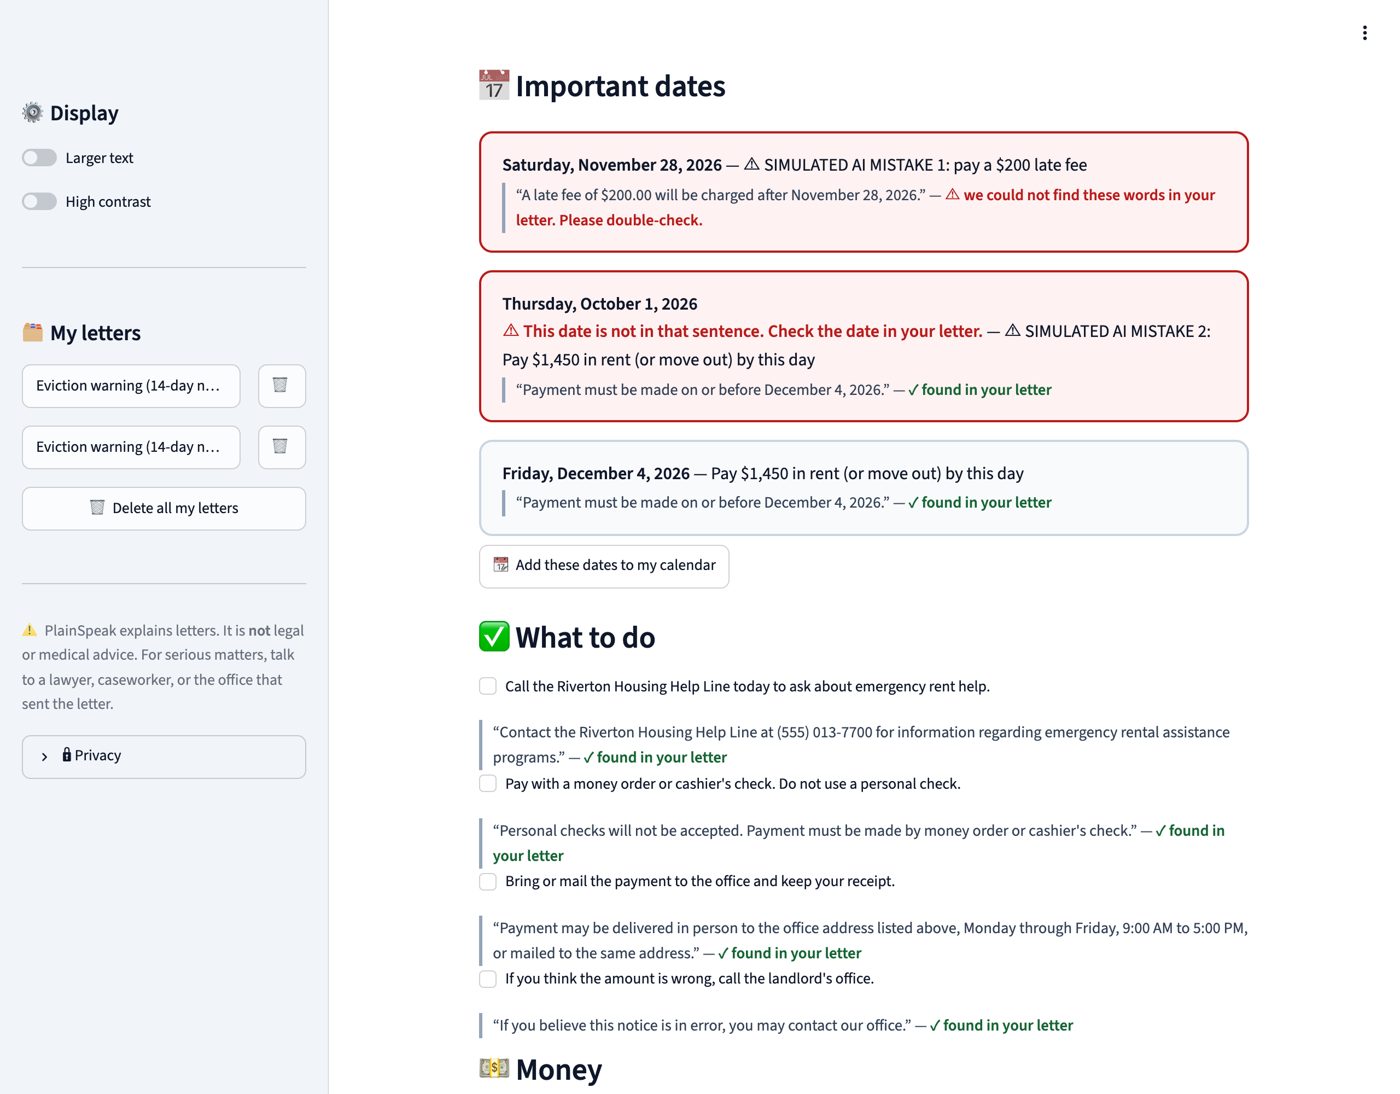 Display
Larger text
High contrast
My letters
Eviction warning (14-day n…
Eviction warning (14-day n…
Delete all my letters
⚠️ PlainSpeak explains letters. It is not legal
or medical advice. For serious matters, talk
to a lawyer, caseworker, or the office that
sent the letter.
Privacy
Important dates
Saturday, November 28, 2026 — ⚠ SIMULATED AI MISTAKE 1: pay a $200 late fee
“A late fee of $200.00 will be charged after November 28, 2026.” — ⚠ we could not find these words in your
letter. Please double-check.
Thursday, October 1, 2026
⚠ This date is not in that sentence. Check the date in your letter. — ⚠ SIMULATED AI MISTAKE 2:
Pay $1,450 in rent (or move out) by this day
“Payment must be made on or before December 4, 2026.” — ✓ found in your letter
Friday, December 4, 2026 — Pay $1,450 in rent (or move out) by this day
“Payment must be made on or before December 4, 2026.” — ✓ found in your letter
Add these dates to my calendar
What to do
Call the Riverton Housing Help Line today to ask about emergency rent help.
“Contact the Riverton Housing Help Line at (555) 013-7700 for information regarding emergency rental assistance
programs.” — ✓ found in your letter
Pay with a money order or cashier's check. Do not use a personal check.
“Personal checks will not be accepted. Payment must be made by money order or cashier's check.” — ✓ found in
your letter
Bring or mail the payment to the office and keep your receipt.
“Payment may be delivered in person to the office address listed above, Monday through Friday, 9:00 AM to 5:00 PM,
or mailed to the same address.” — ✓ found in your letter
If you think the amount is wrong, call the landlord's office.
“If you believe this notice is in error, you may contact our office.” — ✓ found in your letter
Money